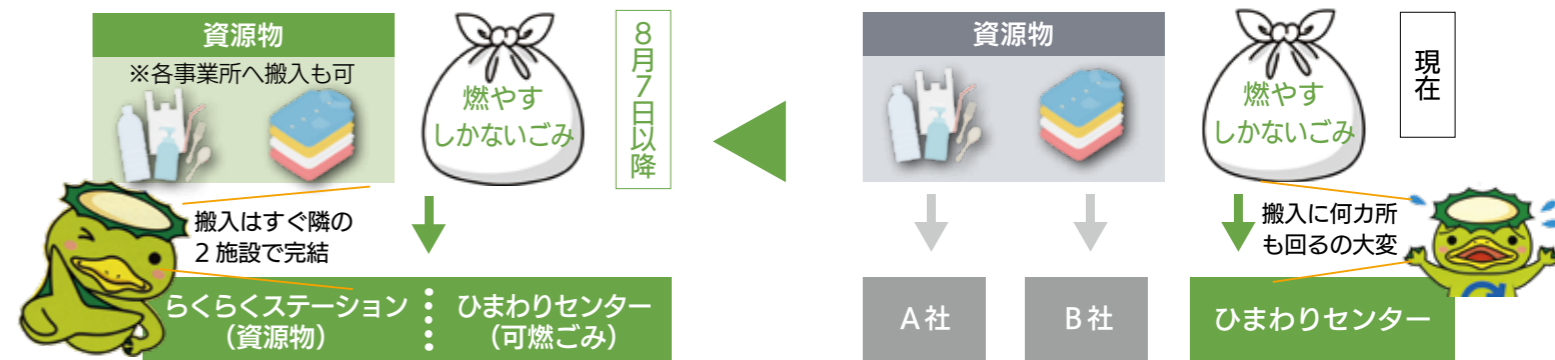 現在
燃やす
しかないごみ
資源物
搬入に何カ所
も回るの大変
ひまわりセンター
A社
B社
8月7日以降
燃やす
しかないごみ
資源物
※各事業所へ搬入も可
搬入はすぐ隣の
2施設で完結
らくらくステーション
（資源物）
ひまわりセンター
（可燃ごみ）